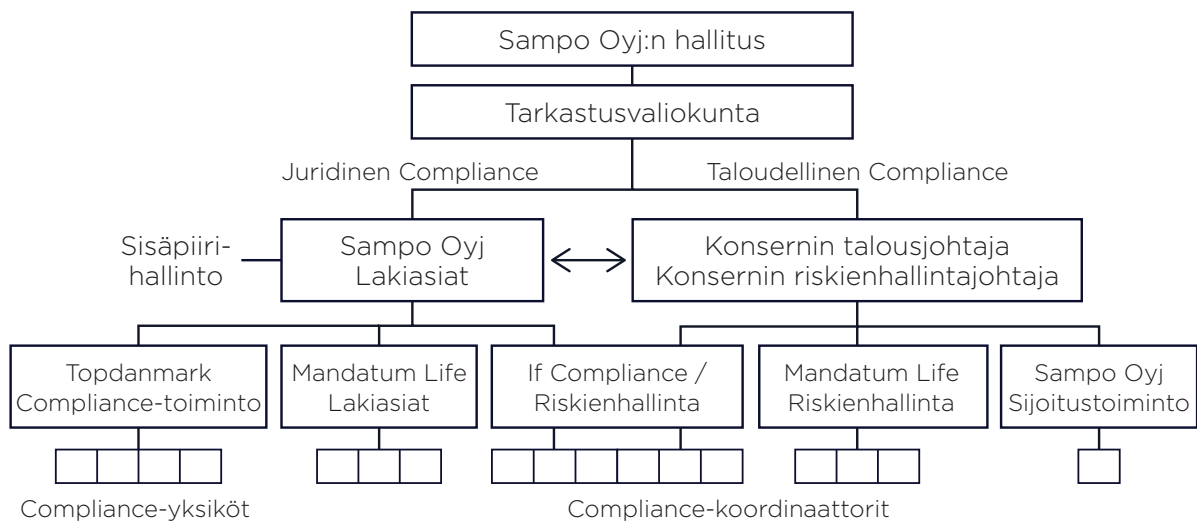 Sampo Oyj:n hallitus
Tarkastusvaliokunta
Juridinen Compliance
Taloudellinen Compliance
Sisäpiiri-
hallinto
Sampo Oyj
Lakiasiat
Konsernin talousjohtaja
Konsernin riskienhallintajohtaja
Topdanmark
Compliance-toiminto
Mandatum Life
Lakiasiat
If Compliance /
Riskienhallinta
Mandatum Life
Riskienhallinta
Sampo Oyj
Sijoitustoiminto
Compliance-yksiköt
Compliance-koordinaattorit